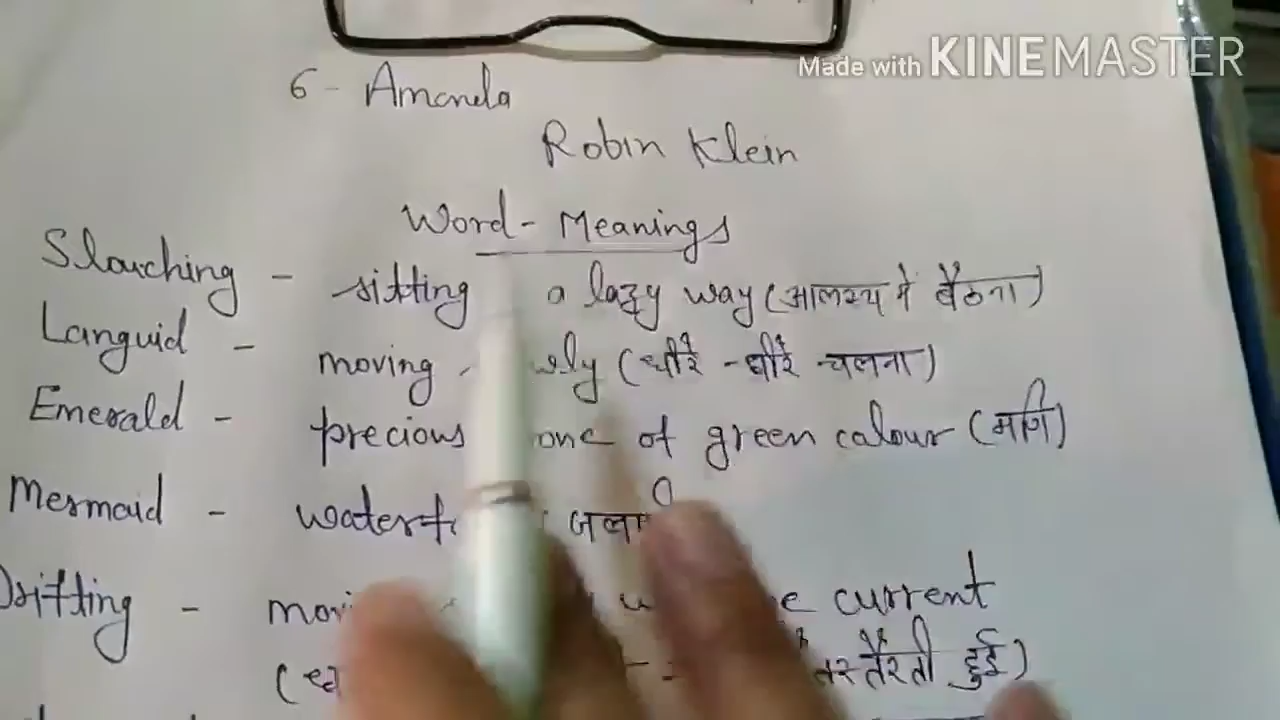 Made with KINEMASTER
6 - Amanda
Robin Klein
Word - Meanings
Slouching - sitting a lazy way (आलस्य में बैठना)
Languid - moving (धीरे - धीरे चलना)
Emerald - precious of green calour (मणि)
Mermaid -
Drifting - current
तैरती हुई)